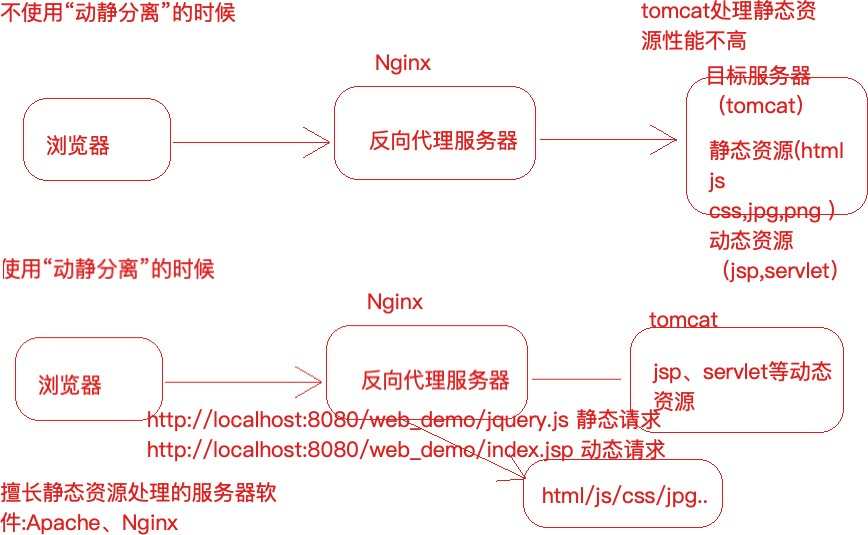 不使用“动静分离”的时候
tomcat处理静态资
源性能不高
Nginx
目标服务器
（tomcat）
浏览器
反向代理服务器
静态资源(html
js
css,jpg,png ）
动态资源
（jsp,servlet）
使用“动静分离”的时候
Nginx
tomcat
浏览器
反向代理服务器
jsp、servlet等动态
资源
http://localhost:8080/web_demo/jquery.js 静态请求
http://localhost:8080/web_demo/index.jsp 动态请求
擅长静态资源处理的服务器软
件:Apache、Nginx
html/js/css/jpg..